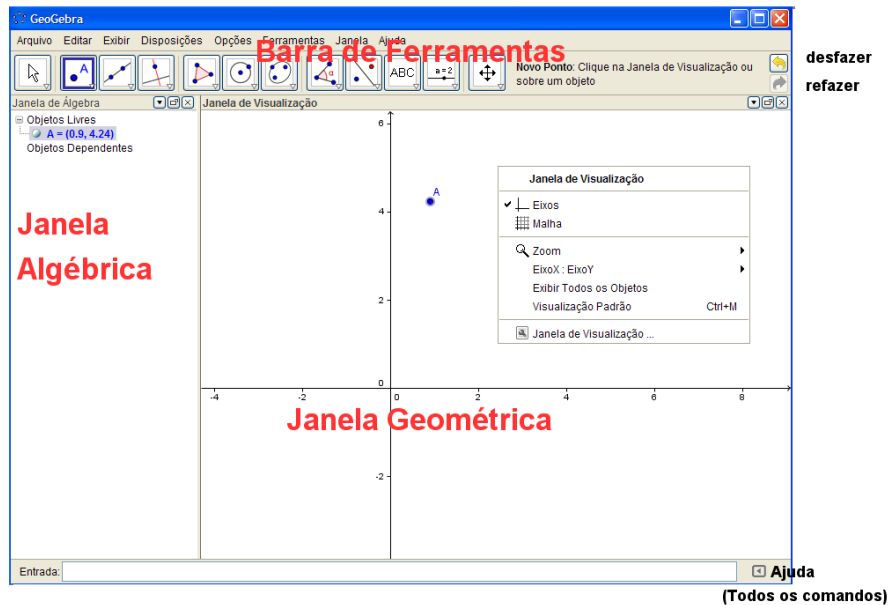 GeoGebra
Arquivo Editar Exibir Disposições Opções Ferramentas Janela Ajuda
Barra de Ferramentas
A
α
ABC
a=2
Novo Ponto: Clique na Janela de Visualização ou
sobre um objeto
desfazer
refazer
Janela de Álgebra
Janela de Visualização
Objetos Livres
A = (0.9, 4.24)
Objetos Dependentes
Janela
Algébrica
6
4
2
0
-2
A
Janela de Visualização
Eixos
Malha
Zoom
EixoX : EixoY
Exibir Todos os Objetos
Visualização Padrão Ctrl+M
Janela de Visualização ...
-4 -2 0 2 4 6 8
Janela Geométrica
Entrada:
Ajuda
(Todos os comandos)